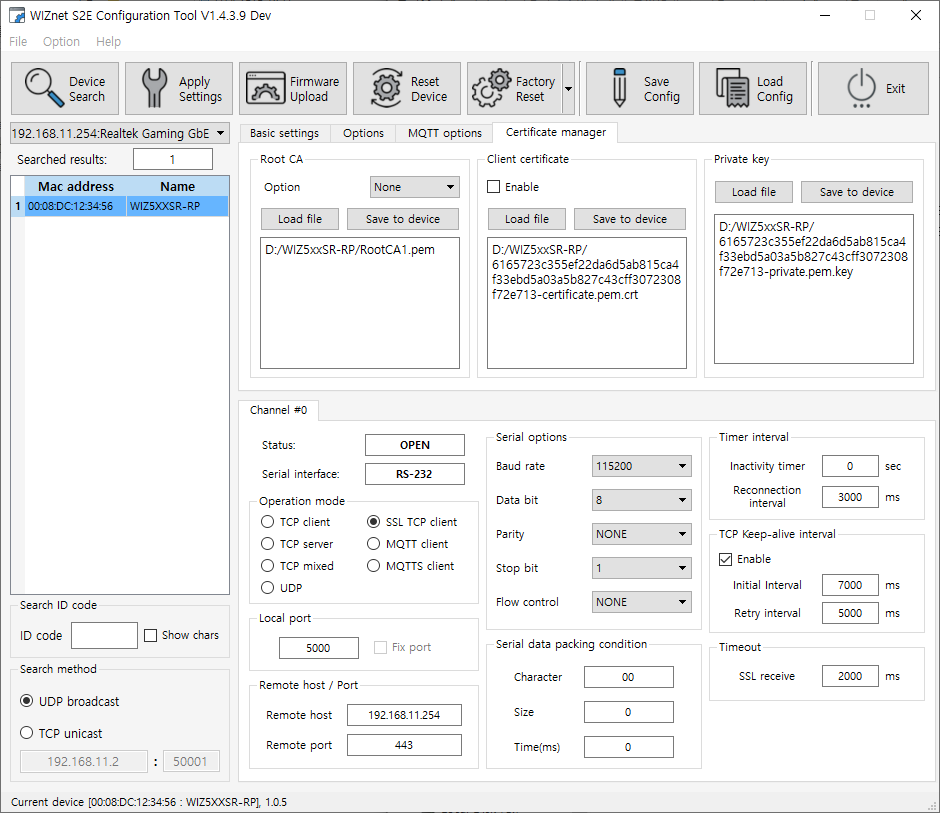 WIZnet S2E Configuration Tool V1.4.3.9 Dev
File Option Help
Device Search
Apply Settings
Firmware Upload
Reset Device
Factory Reset
Save Config
Load Config
Exit
192.168.11.254:Realtek Gaming GbE
Searched results: 1
Mac address Name
1 00:08:DC:12:34:56 WIZ5XXSR-RP
Search ID code
ID code Show chars
Search method
UDP broadcast
TCP unicast
192.168.11.2 : 50001
Basic settings Options MQTT options Certificate manager
Root CA
Option None
Load file Save to device
D:/WIZ5xxSR-RP/RootCA1.pem
Client certificate
Enable
Load file Save to device
D:/WIZ5xxSR-RP/
6165723c355ef22da6d5ab815ca4
f33ebd5a03a5b827c43cff3072308
f72e713-certificate.pem.crt
Private key
Load file Save to device
D:/WIZ5xxSR-RP/
6165723c355ef22da6d5ab815ca4
f33ebd5a03a5b827c43cff3072308
f72e713-private.pem.key
Channel #0
Status: OPEN
Serial interface: RS-232
Operation mode
TCP client SSL TCP client
TCP server MQTT client
TCP mixed MQTTS client
UDP
Local port
5000 Fix port
Remote host / Port
Remote host 192.168.11.254
Remote port 443
Serial options
Baud rate 115200
Data bit 8
Parity NONE
Stop bit 1
Flow control NONE
Serial data packing condition
Character 00
Size 0
Time(ms) 0
Timer interval
Inactivity timer 0 sec
Reconnection interval 3000 ms
TCP Keep-alive interval
Enable
Initial Interval 7000 ms
Retry interval 5000 ms
Timeout
SSL receive 2000 ms
Current device [00:08:DC:12:34:56 : WIZ5XXSR-RP], 1.0.5